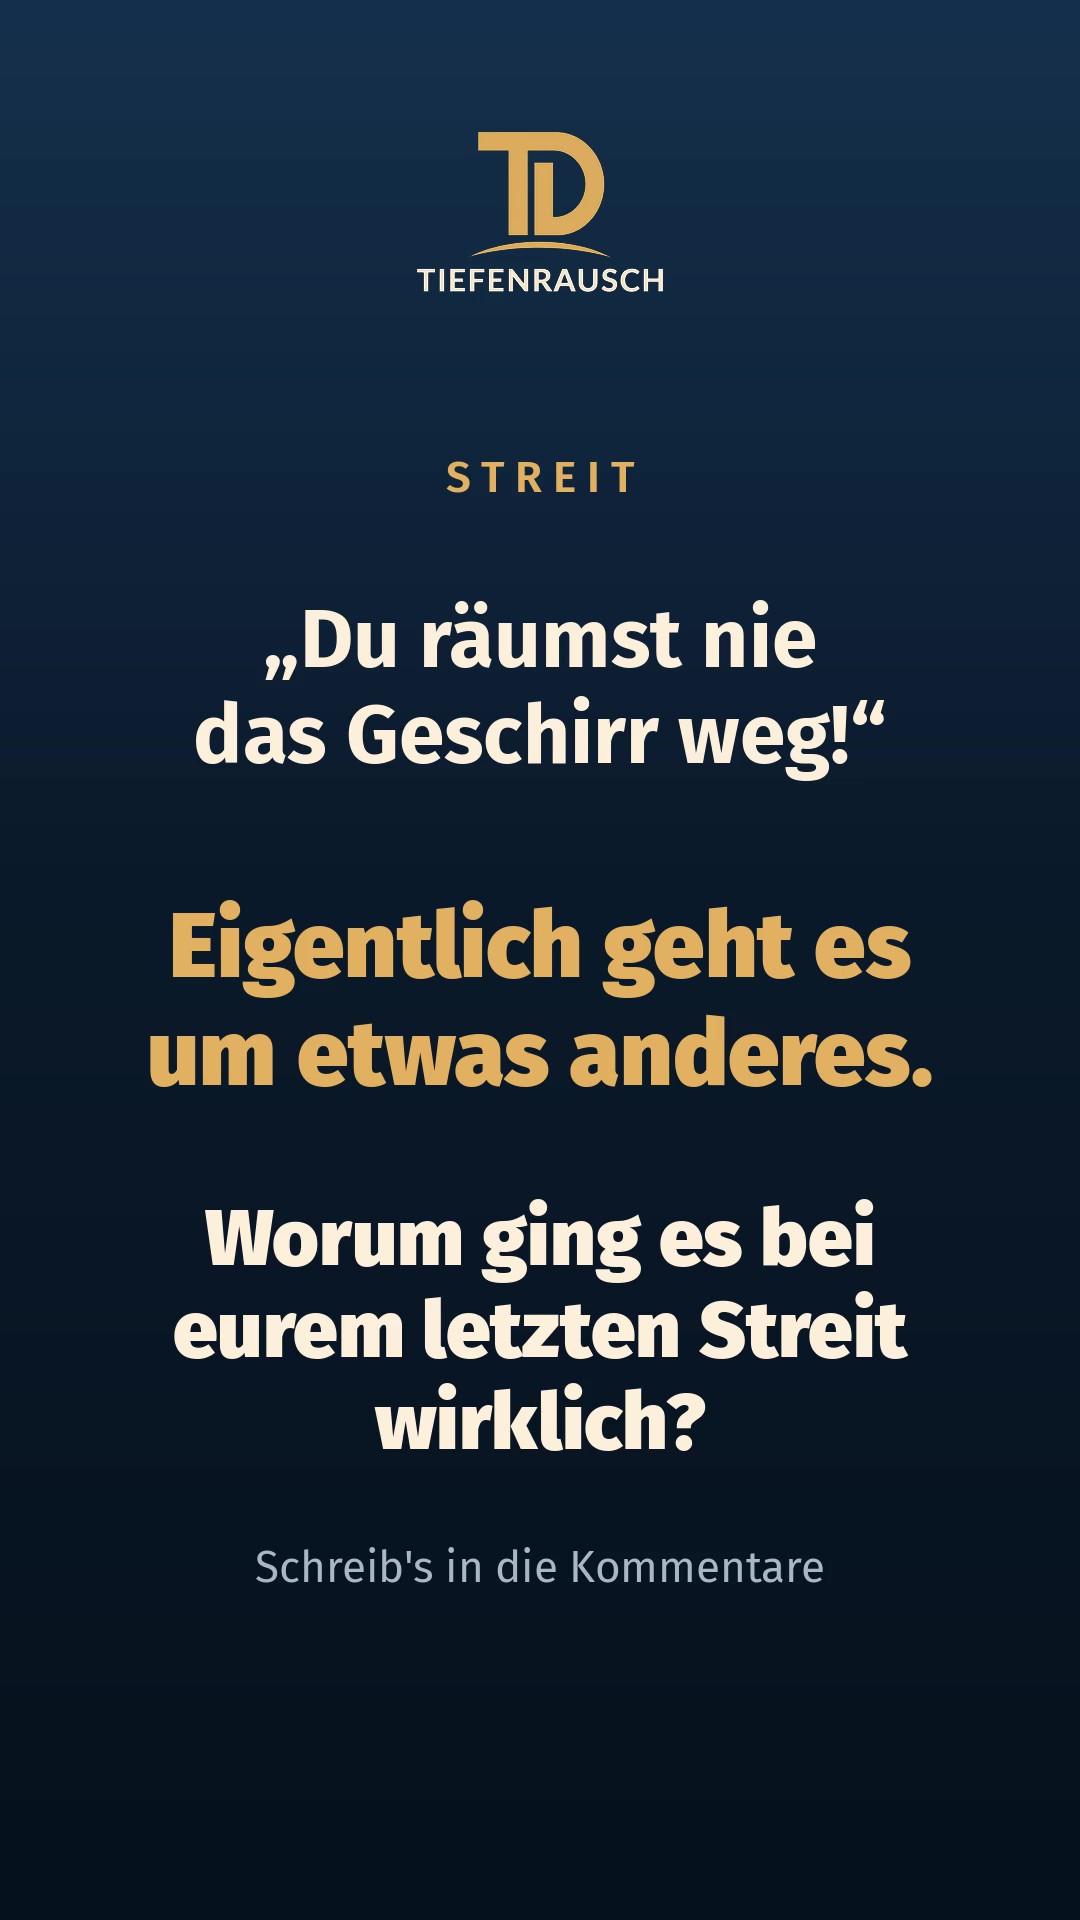 TD
TIEFENRAUSCH
STREIT
„Du räumst nie
das Geschirr weg!“
Eigentlich geht es
um etwas anderes.
Worum ging es bei
eurem letzten Streit
wirklich?
Schreib's in die Kommentare